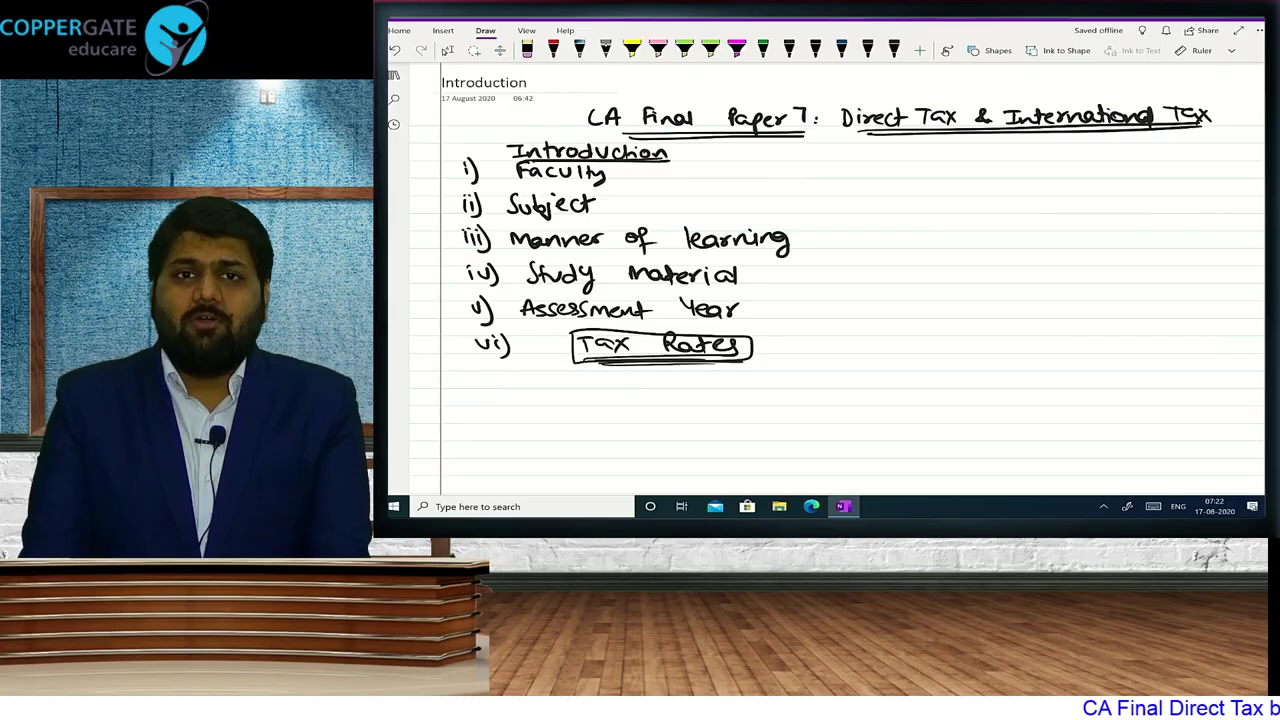 COPPERGATE
educare
Home Insert Draw View Help Saved offline Share
Shapes Ink to Shape Ink to Text Ruler
Introduction
17 August 2020 06:42
CA Final Paper 7: Direct Tax & International Tax
Introduction
i) Faculty
ii) Subject
iii) Manner of learning
iv) Study Material
v) Assessment Year
vi) Tax Rates
Type here to search
ENG
07:22
17-08-2020
CA Final Direct Tax b